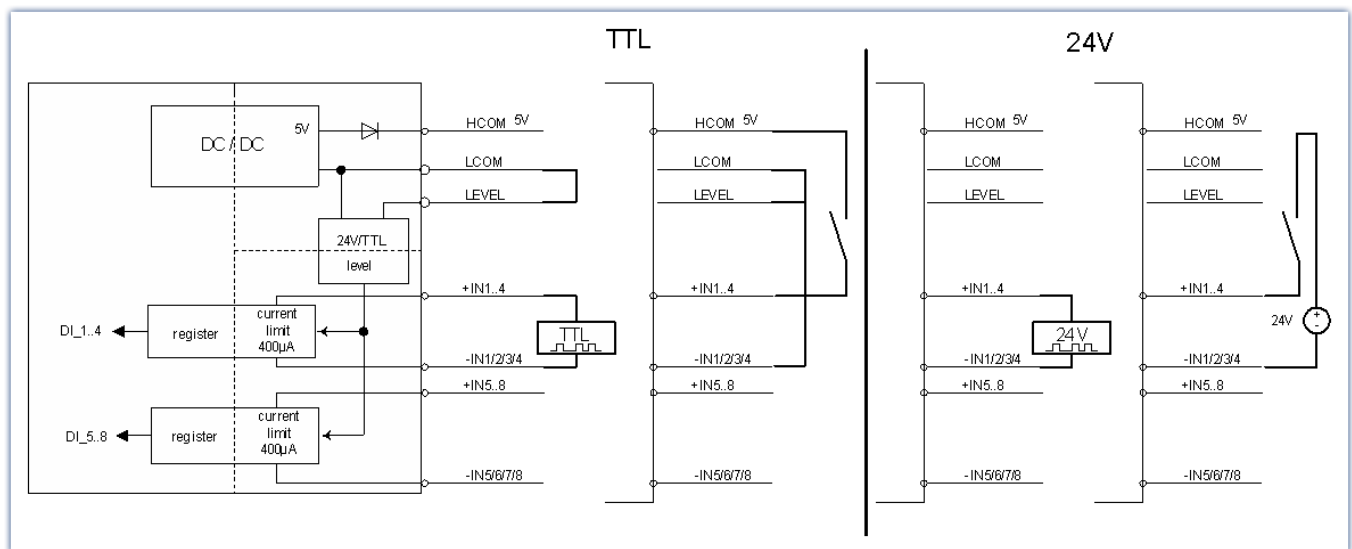 TTL
24V
5V
DC / DC
HCOM 5V
LCOM
LEVEL
24V/TTL
level
+IN1..4
DI_1..4
register
current
limit
400µA
TTL
-IN1/2/3/4
+IN5..8
DI_5..8
register
current
limit
400µA
-IN5/6/7/8
HCOM 5V
LCOM
LEVEL
+IN1..4
-IN1/2/3/4
+IN5..8
-IN5/6/7/8
HCOM 5V
LCOM
LEVEL
+IN1..4
24V
-IN1/2/3/4
+IN5..8
-IN5/6/7/8
HCOM 5V
LCOM
LEVEL
+IN1..4
24V
+
-
-IN1/2/3/4
+IN5..8
-IN5/6/7/8